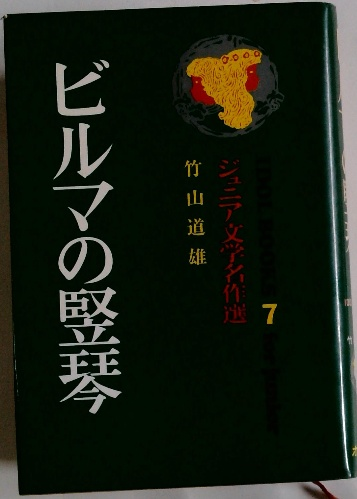 ビルマの竪琴
竹山道雄
ジュニア文学名作選
7